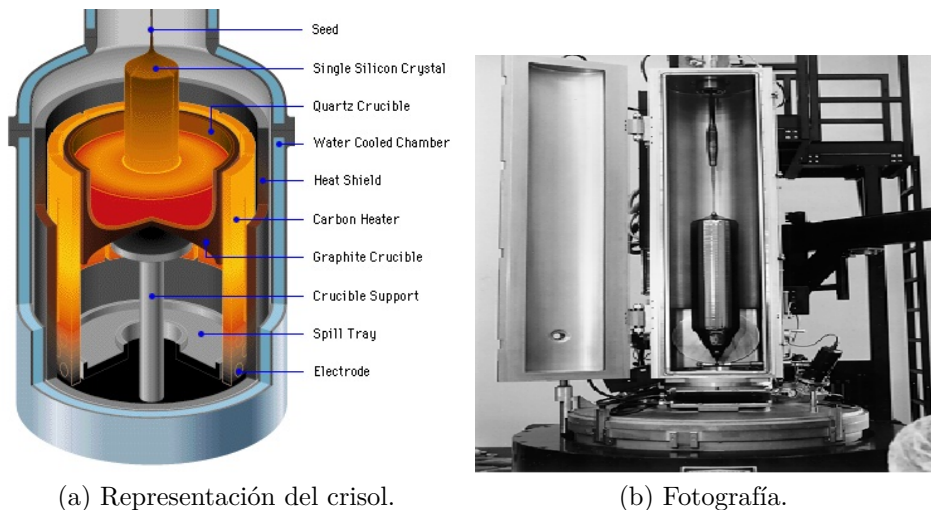 Seed
Single Silicon Crystal
Quartz Crucible
Water Cooled Chamber
Heat Shield
Carbon Heater
Graphite Crucible
Crucible Support
Spill Tray
Electrode
(a) Representación del crisol.
(b) Fotografía.